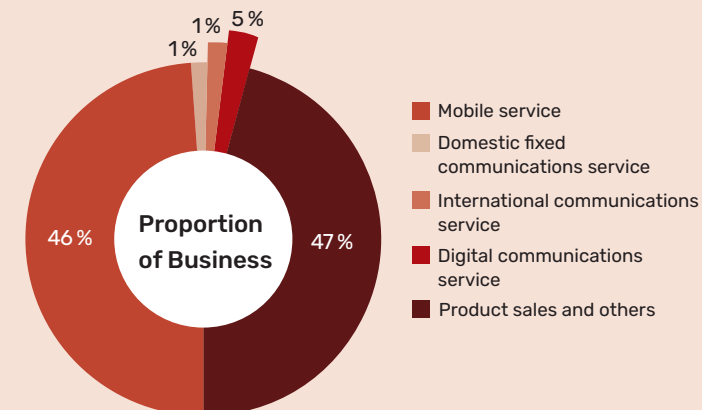 5 %
1 %
1 %
46 %
Proportion
of Business
47 %
Mobile service
Domestic fixed
communications service
International communications
service
Digital communications
service
Product sales and others